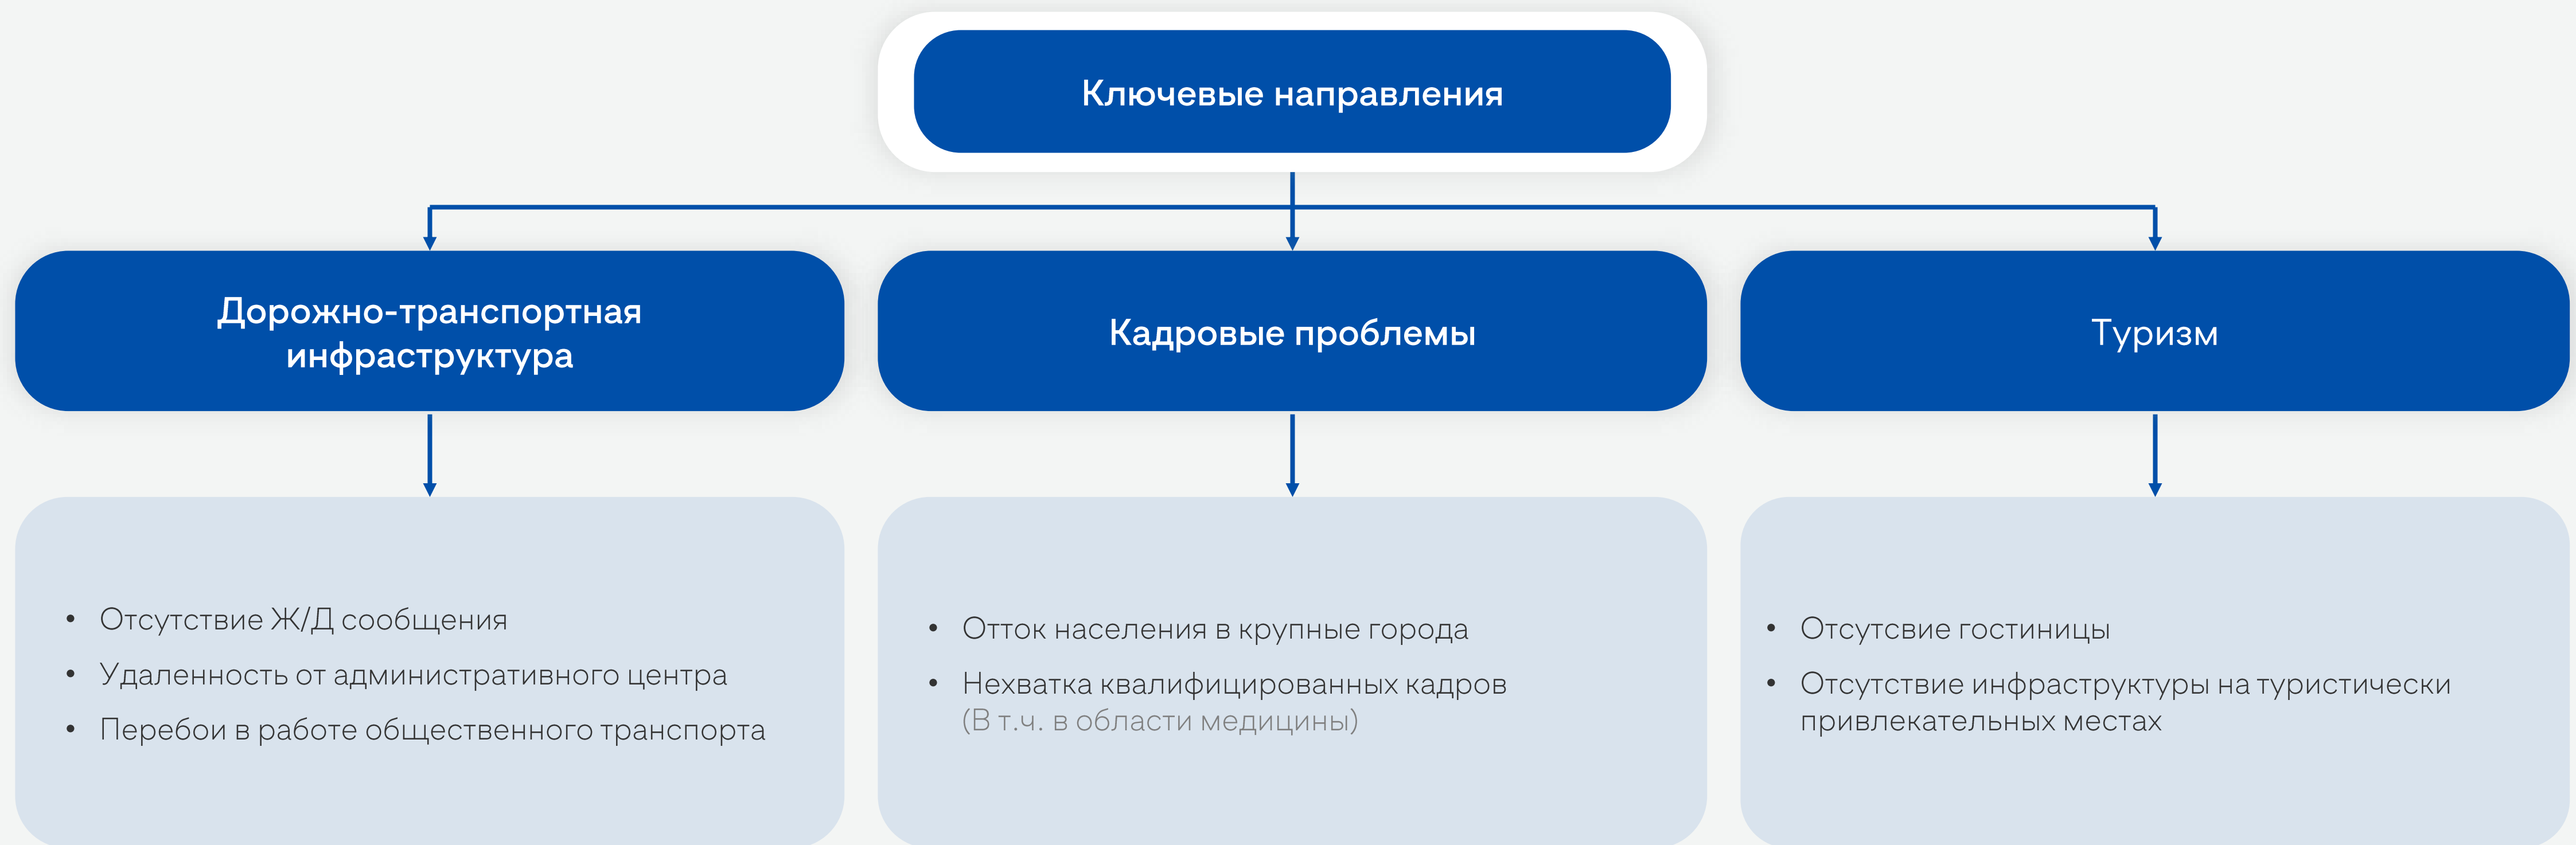 Ключевые направления
Дорожно-транспортная
инфраструктура
Кадровые проблемы
Туризм
• Отсутствие Ж/Д сообщения
• Удаленность от административного центра
• Перебои в работе общественного транспорта
• Отток населения в крупные города
• Нехватка квалифицированных кадров
(В т.ч. в области медицины)
• Отсутсвие гостиницы
• Отсутствие инфраструктуры на туристически
привлекательных местах